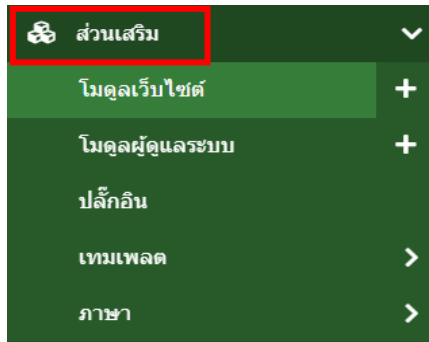 ส่วนเสริม
โมดูลเว็บไซต์
โมดูลผู้ดูแลระบบ
ปลั๊กอิน
เทมเพลต
ภาษา